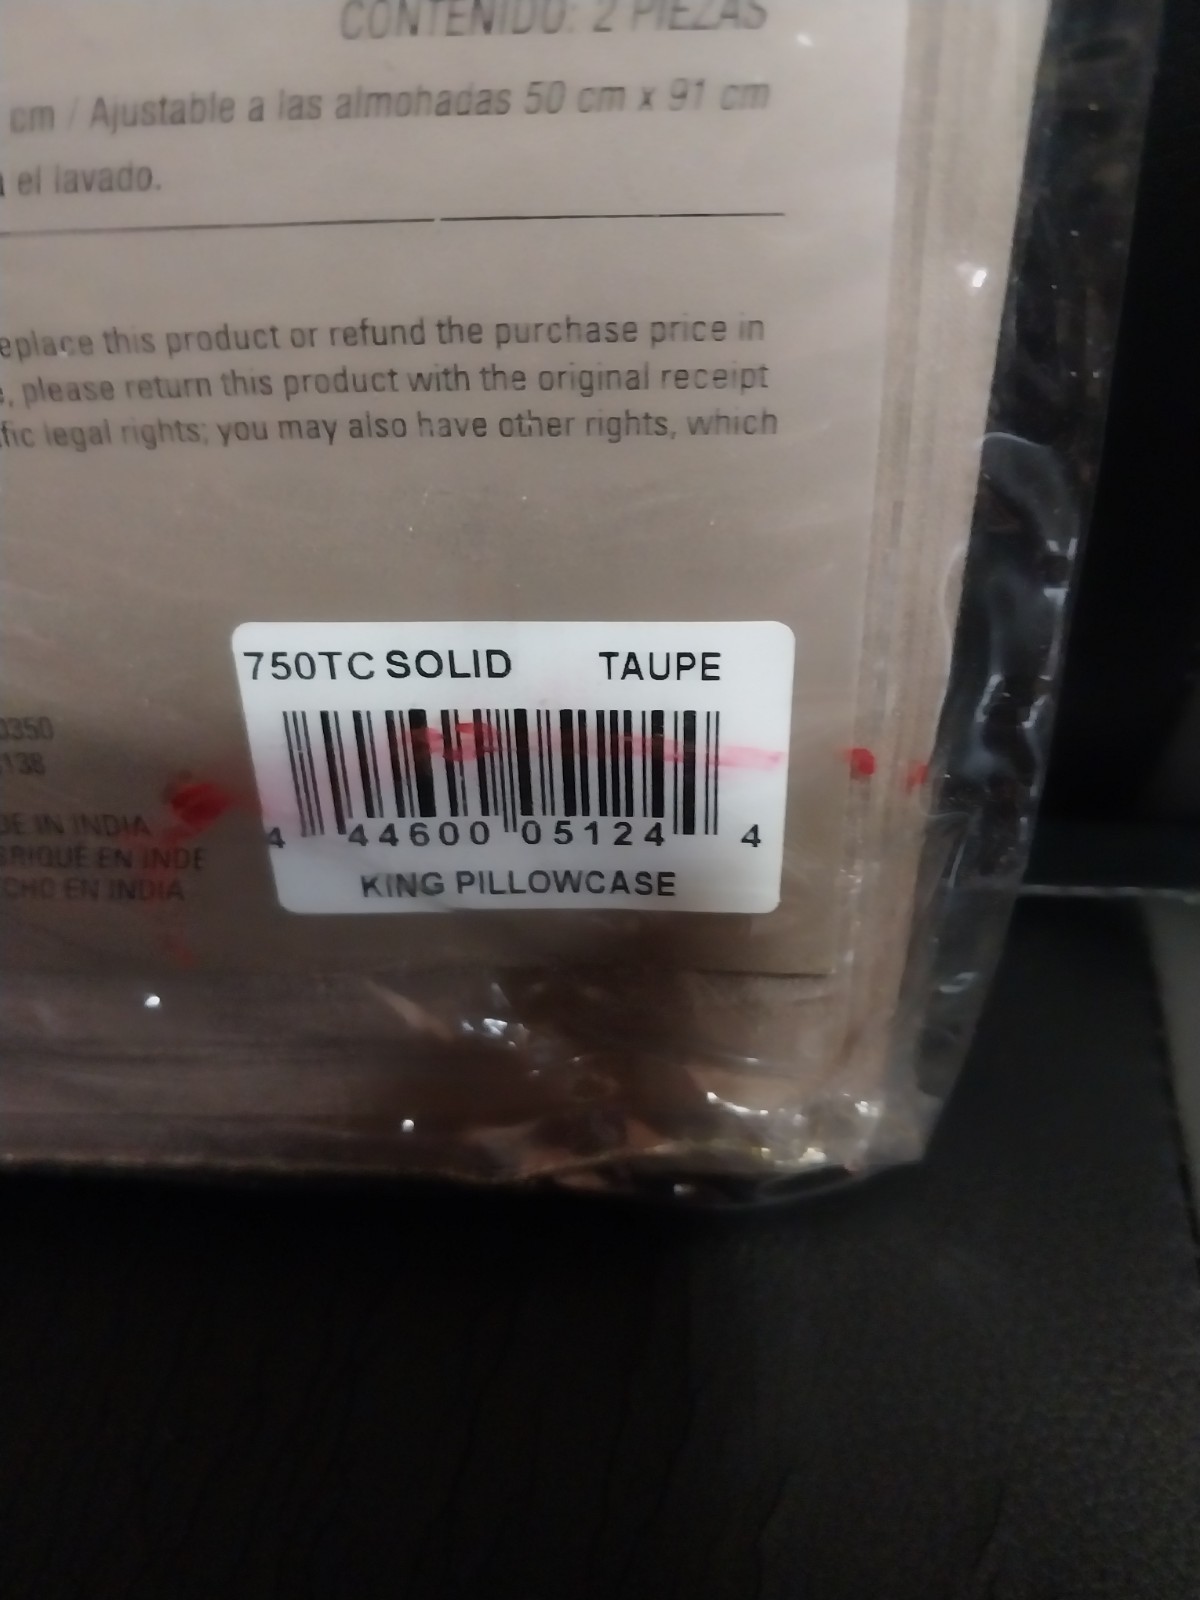 CONTENIDO: 2 PIEZAS
cm / Ajustable a las almohadas 50 cm x 91 cm
el lavado.
eplace this product or refund the purchase price in
, please return this product with the original receipt
fic legal rights; you may also have other rights, which
750TC SOLID TAUPE
0350
138
4 44600 05124 4
DE IN INDIA
BRIQUÉ EN INDE
CHO EN INDIA
KING PILLOWCASE